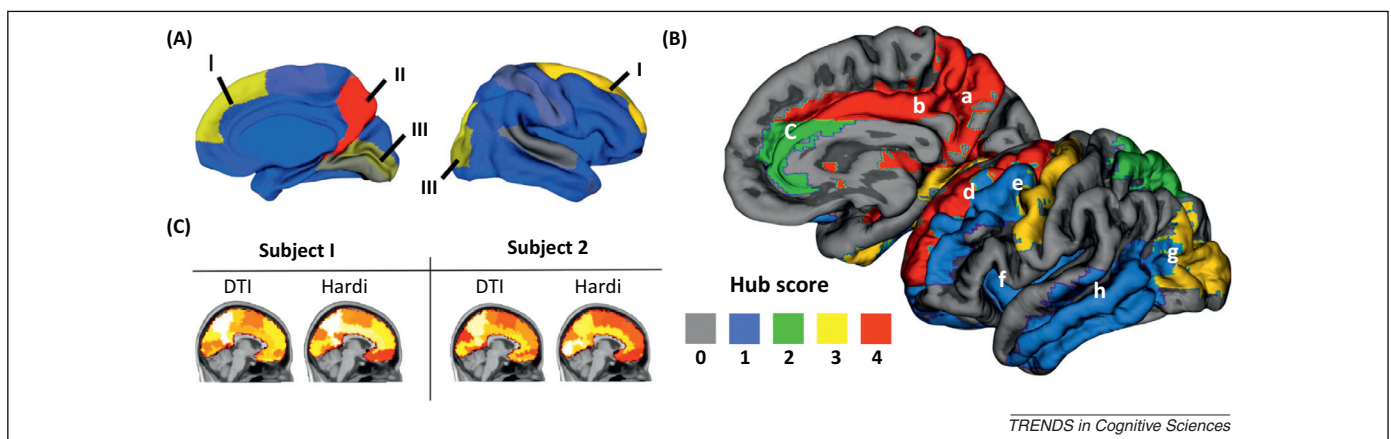 (A)
I
II
III
I
III
(B)
a
b
C
d
e
f
g
h
(C)
Subject I
Subject 2
DTI
Hardi
DTI
Hardi
Hub score
0
1
2
3
4
TRENDS in Cognitive Sciences